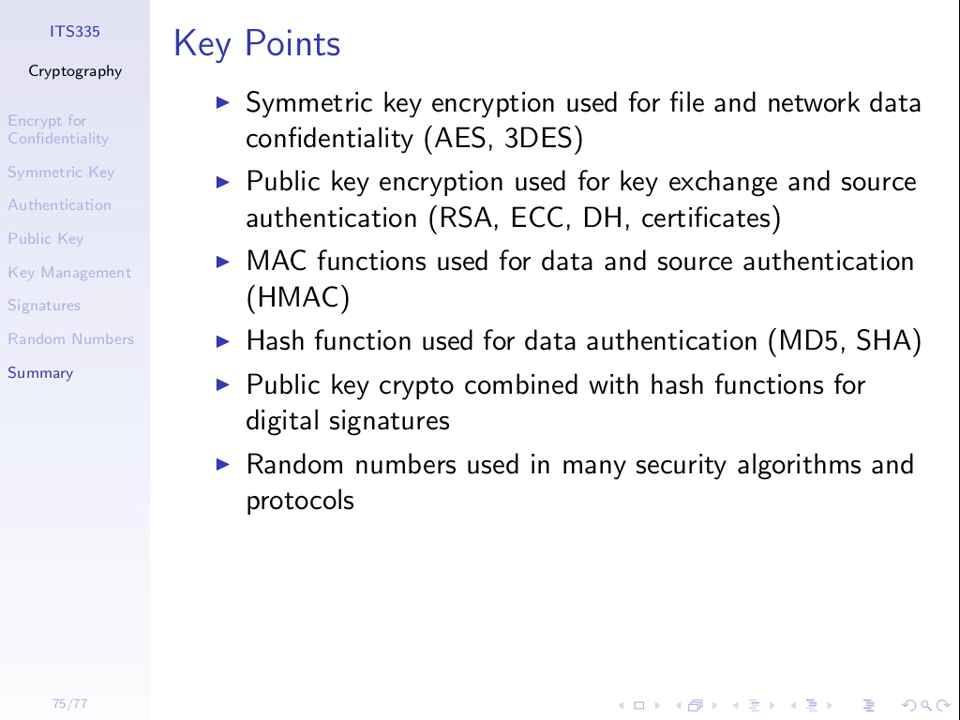 ITS335
Cryptography
Encrypt for
Confidentiality
Symmetric Key
Authentication
Public Key
Key Management
Signatures
Random Numbers
Summary
75/77
Key Points
Symmetric key encryption used for file and network data
confidentiality (AES, 3DES)
Public key encryption used for key exchange and source
authentication (RSA, ECC, DH, certificates)
MAC functions used for data and source authentication
(HMAC)
Hash function used for data authentication (MD5, SHA)
Public key crypto combined with hash functions for
digital signatures
Random numbers used in many security algorithms and
protocols